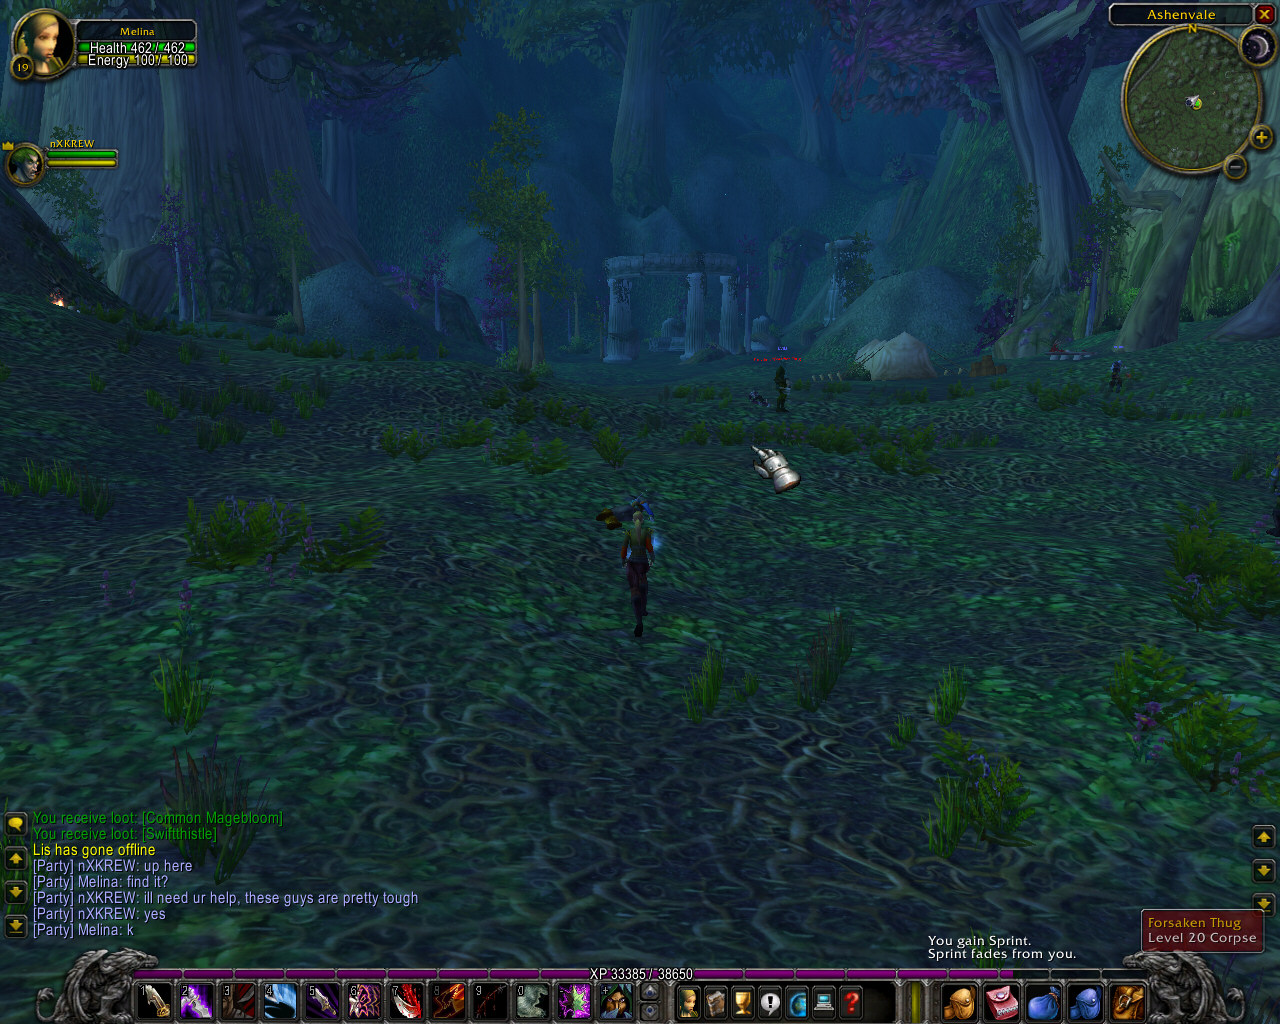 Melina
Health 462 / 462
Energy 100 / 100
19
nXKREW
Ashenvale
N
You receive loot: [Common Magebloom]
You receive loot: [Swiftthistle]
Lis has gone offline
[Party] nXKREW: up here
[Party] Melina: find it?
[Party] nXKREW: ill need ur help, these guys are pretty tough
[Party] nXKREW: yes
[Party] Melina: k
Forsaken Thug
Level 20 Corpse
You gain Sprint.
Sprint fades from you.
XP 33385 / 38650
1 2 3 4 5 6 7 8 9 0 - +